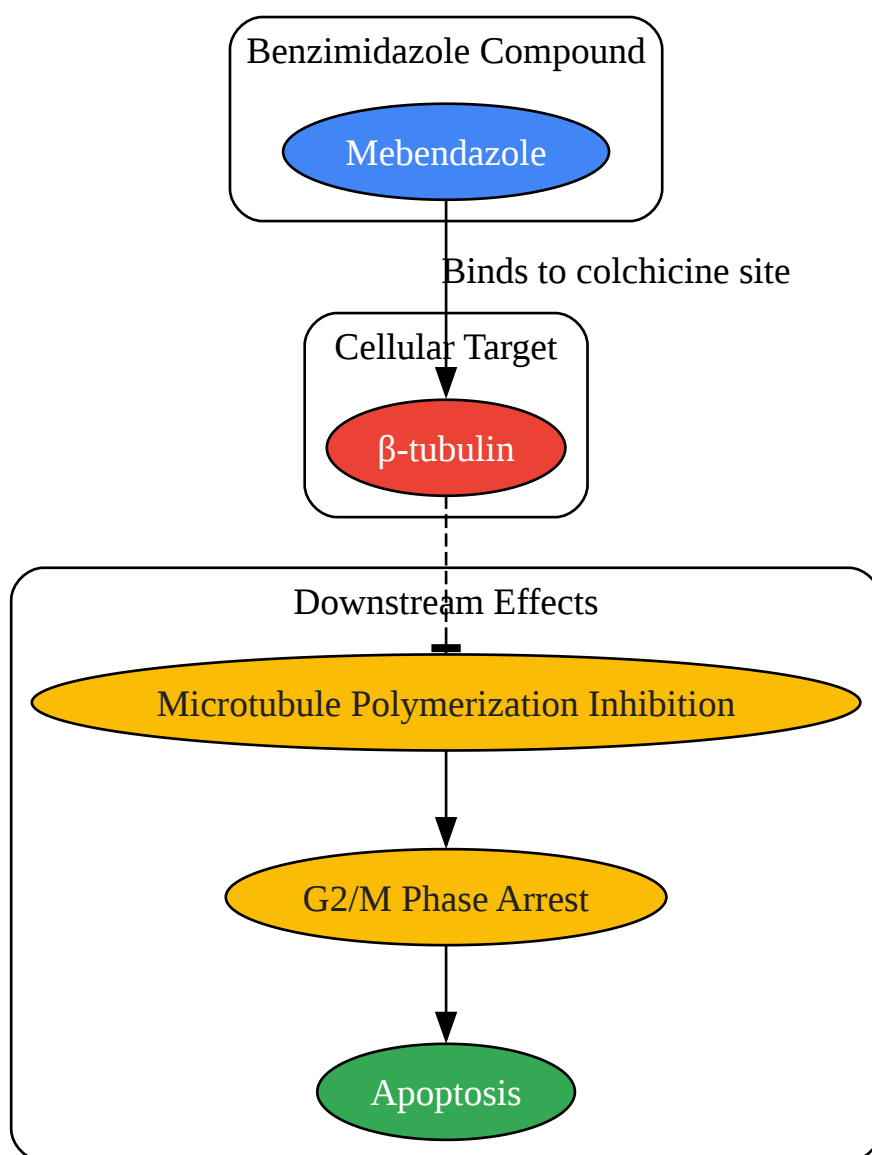 Benzimidazole Compound
Mebendazole
Binds to colchicine site
Cellular Target
β-tubulin
Downstream Effects
Microtubule Polymerization Inhibition
G2/M Phase Arrest
Apoptosis